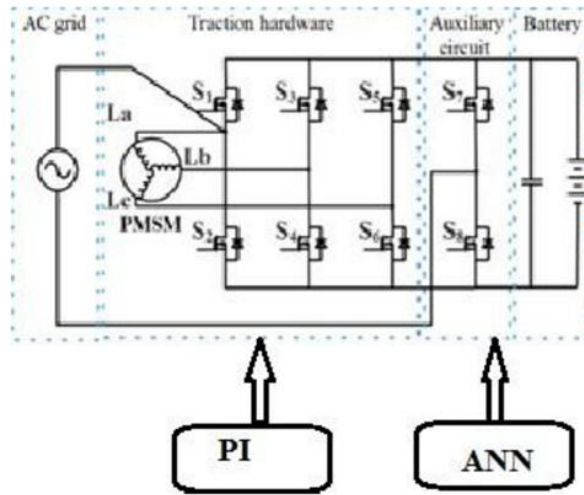 AC grid
Traction hardware
Auxiliary
circuit
Battery
S1
S3
S5
S7
La
Lb
Lc
PMSM
S2
S4
S6
S8
PI
ANN